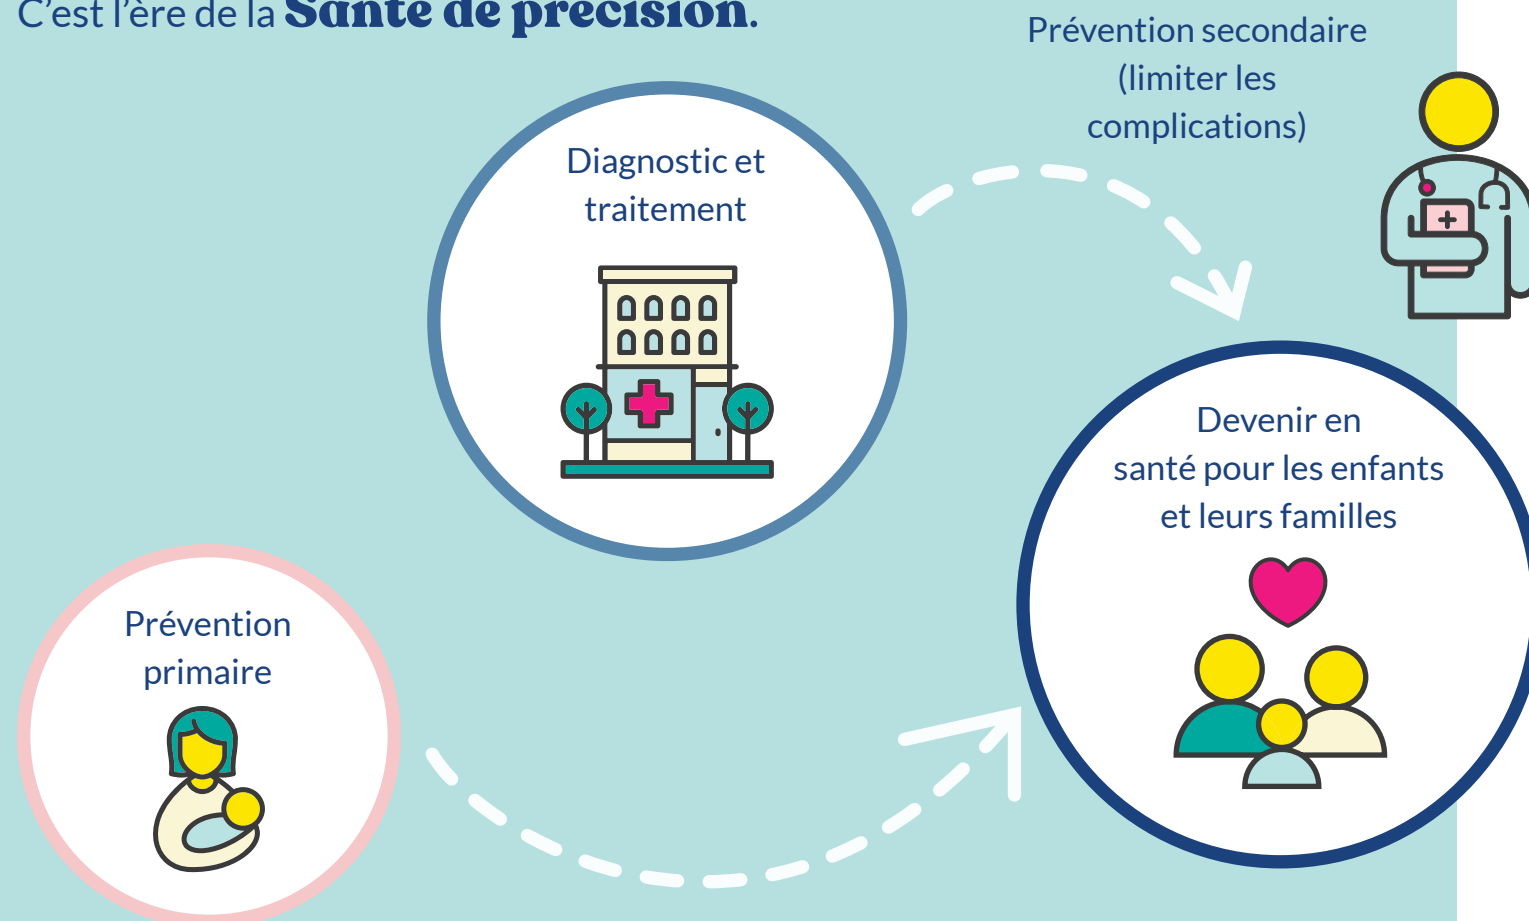 C'est l'ère de la Santé de précision.
Prévention secondaire
(limiter les
complications)
Diagnostic et
traitement
Devenir en
santé pour les enfants
et leurs familles
Prévention
primaire